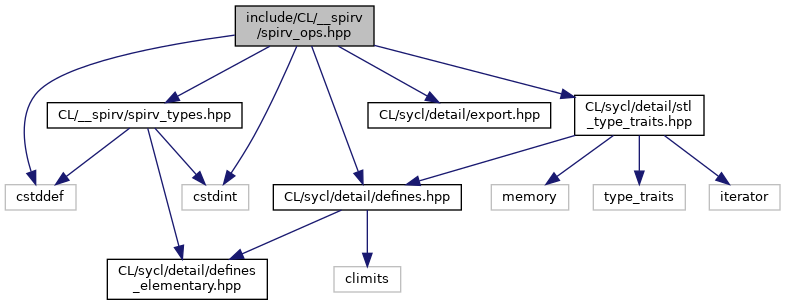 include/CL/__spirv
/spirv_ops.hpp
CL/__spirv/spirv_types.hpp
CL/sycl/detail/export.hpp
CL/sycl/detail/stl
_type_traits.hpp
cstddef
cstdint
CL/sycl/detail/defines.hpp
memory
type_traits
iterator
CL/sycl/detail/defines
_elementary.hpp
climits